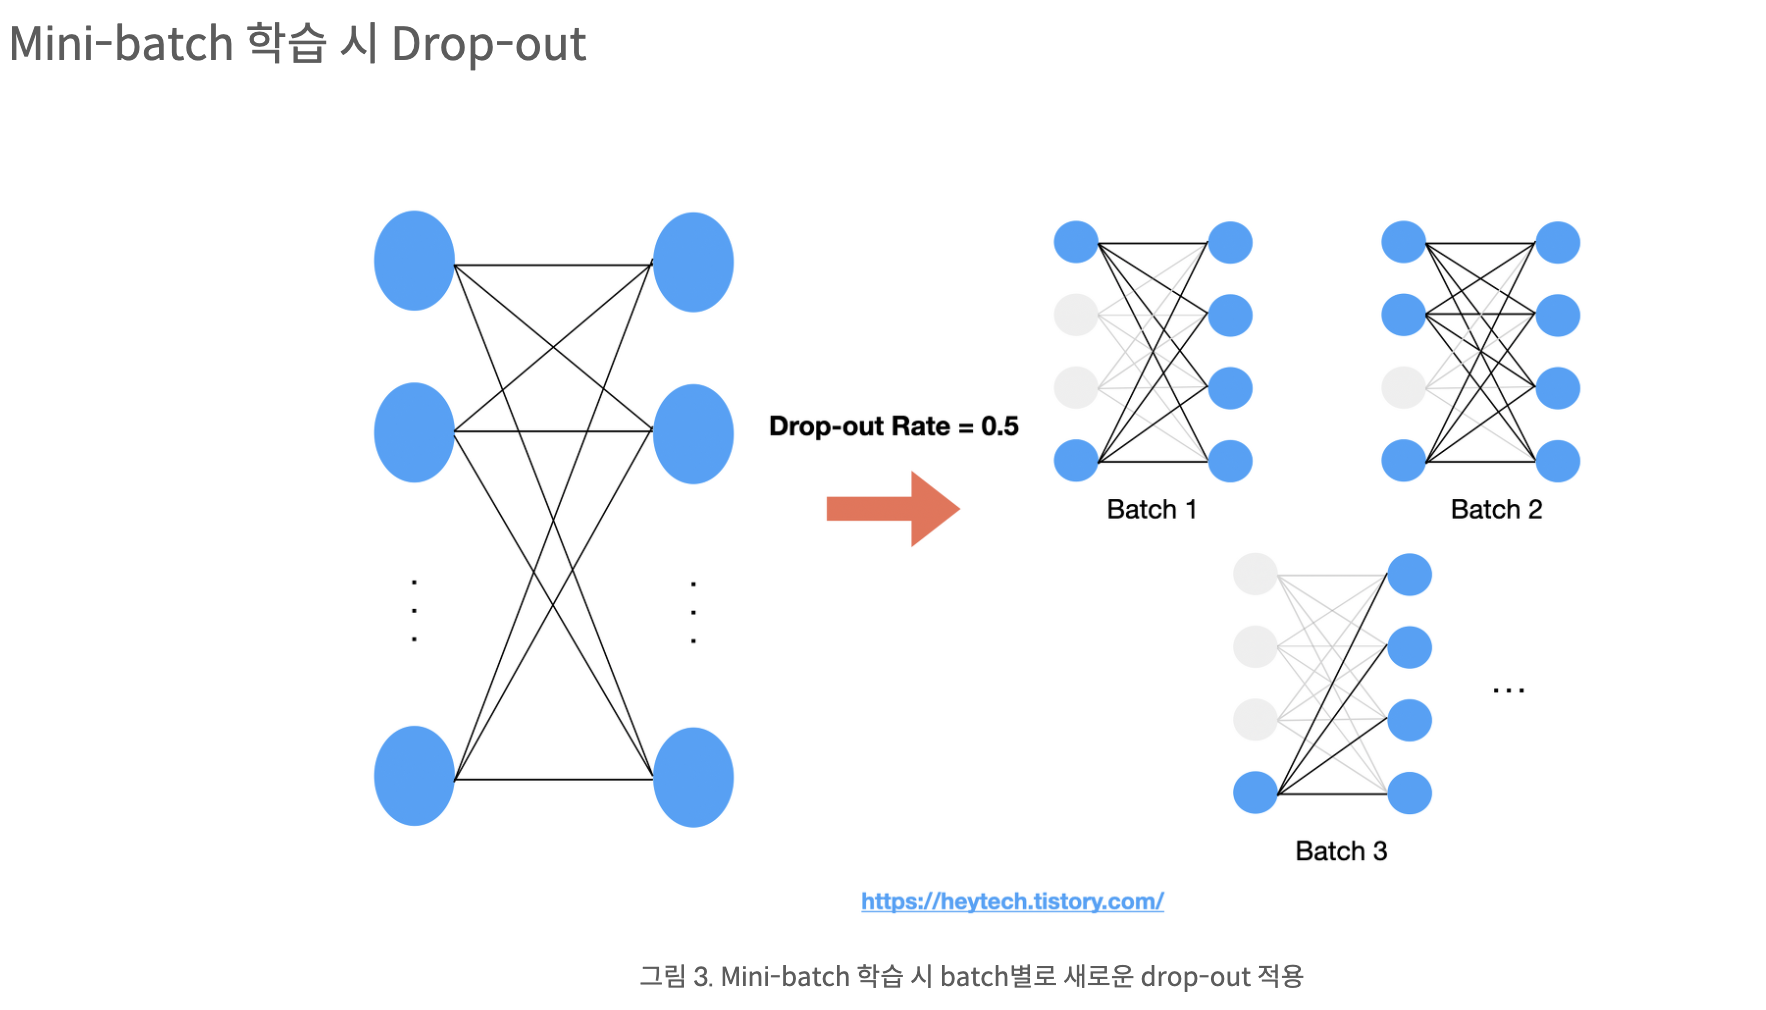 Mini-batch 학습 시 Drop-out
Drop-out Rate = 0.5
Batch 1
Batch 2
Batch 3
...
https://heytech.tistory.com/
그림 3. Mini-batch 학습 시 batch별로 새로운 drop-out 적용